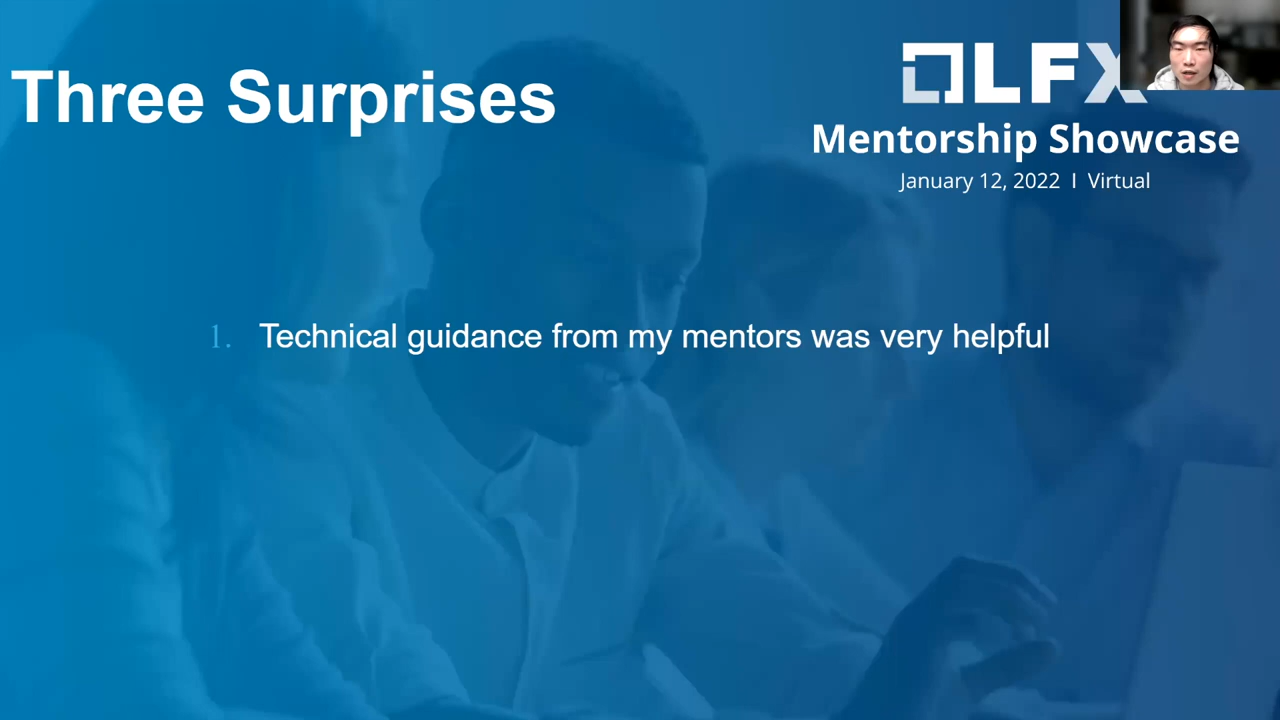 Three Surprises
LFX
Mentorship Showcase
January 12, 2022 | Virtual
1. Technical guidance from my mentors was very helpful